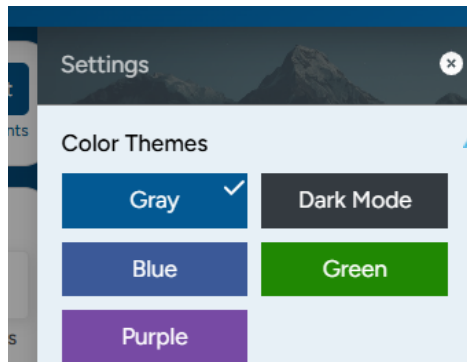 Settings
Color Themes
Gray
Dark Mode
Blue
Green
Purple